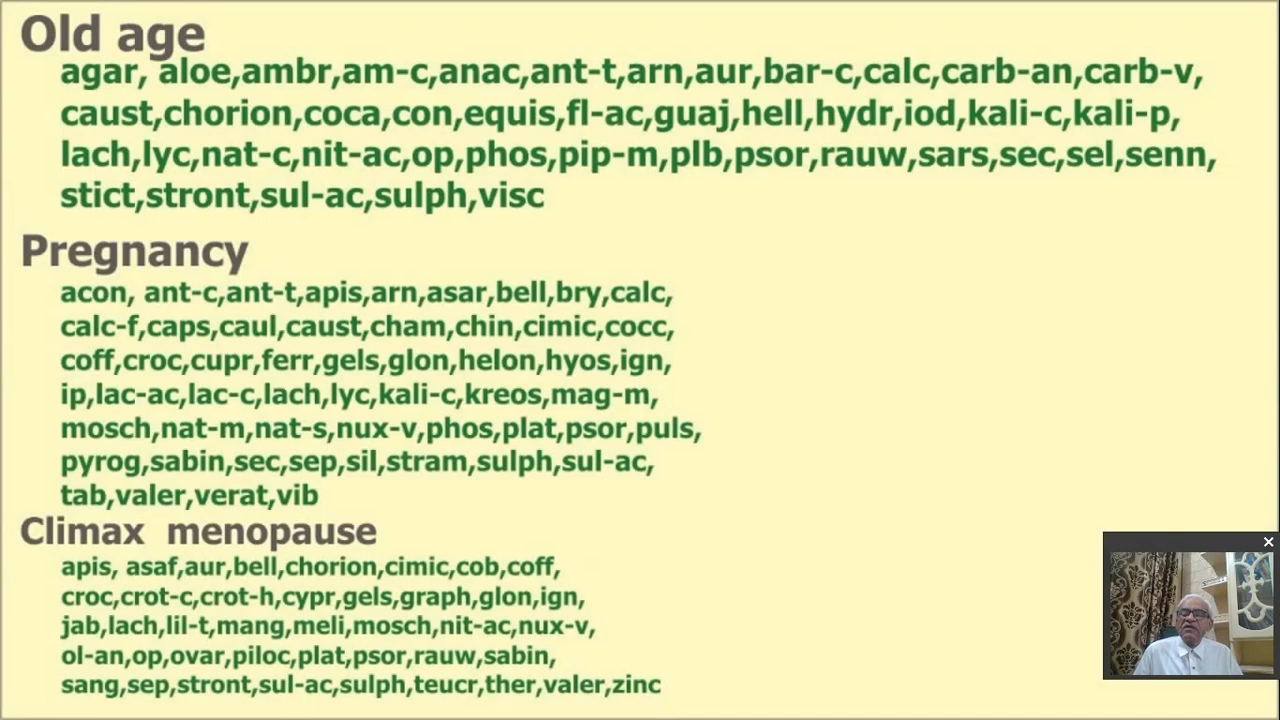 Old age
agar, aloe,ambr,am-c,anac,ant-t,arn,aur,bar-c,calc,carb-an,carb-v,
caust,chorion,coca,con,equis,fl-ac,guaj,hell,hydr,iod,kali-c,kali-p,
lach,lyc,nat-c,nit-ac,op,phos,pip-m,plb,psor,rauw,sars,sec,sel,senn,
stict,stront,sul-ac,sulph,visc
Pregnancy
acon, ant-c,ant-t,apis,arn,asar,bell,bry,calc,
calc-f,caps,caul,caust,cham,chin,cimic,cocc,
coff,croc,cupr,ferr,gels,glon,helon,hyos,ign,
ip,lac-ac,lac-c,lach,lyc,kali-c,kreos,mag-m,
mosch,nat-m,nat-s,nux-v,phos,plat,psor,puls,
pyrog,sabin,sec,sep,sil,stram,sulph,sul-ac,
tab,valer,verat,vib
Climax menopause
apis, asaf,aur,bell,chorion,cimic,cob,coff,
croc,crot-c,crot-h,cypr,gels,graph,glon,ign,
jab,lach,lil-t,mang,meli,mosch,nit-ac,nux-v,
ol-an,op,ovar,piloc,plat,psor,rauw,sabin,
sang,sep,stront,sul-ac,sulph,teucr,ther,valer,zinc